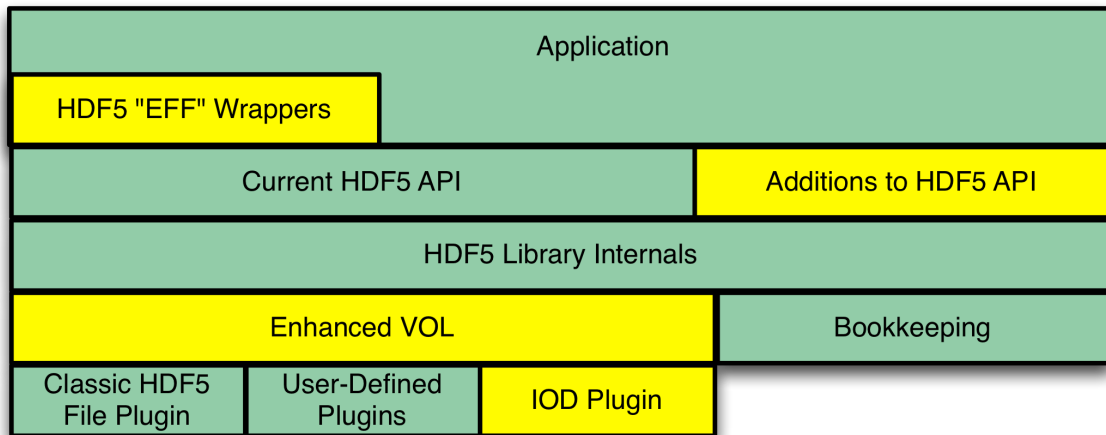 Application
HDF5 "EFF" Wrappers
Current HDF5 API
Additions to HDF5 API
HDF5 Library Internals
Enhanced VOL
Bookkeeping
Classic HDF5
File Plugin
User-Defined
Plugins
IOD Plugin